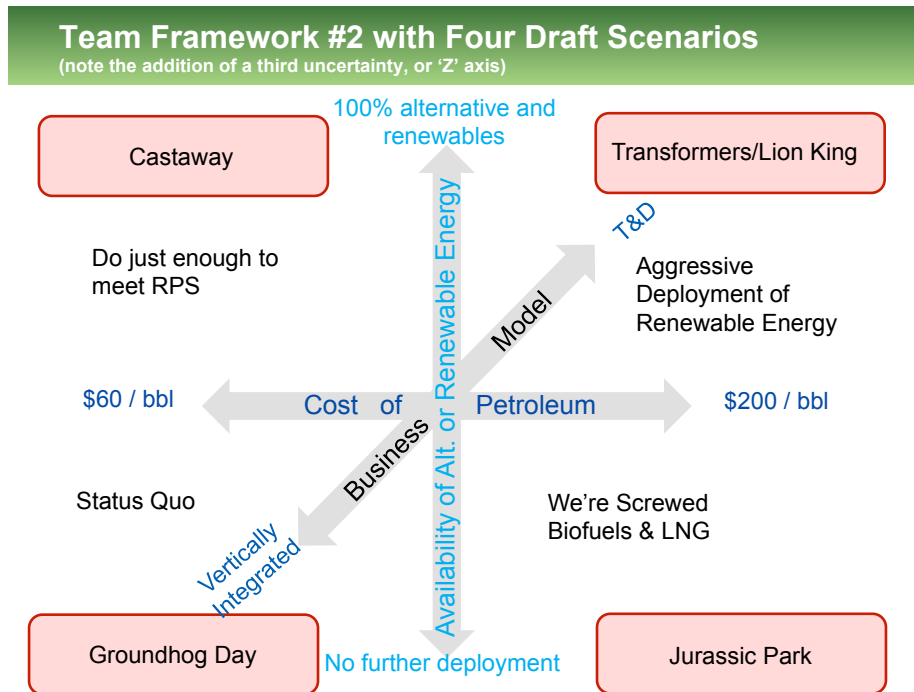 Team Framework #2 with Four Draft Scenarios
(note the addition of a third uncertainty, or ‘Z’ axis)
100% alternative and
renewables
Castaway
Transformers/Lion King
T&D
Do just enough to
meet RPS
Aggressive
Deployment of
Renewable Energy
Availability of Alt. or Renewable Energy
Business Model
$60 / bbl
Cost of Petroleum
$200 / bbl
Status Quo
We’re Screwed
Biofuels & LNG
Vertically
Integrated
Groundhog Day
No further deployment
Jurassic Park